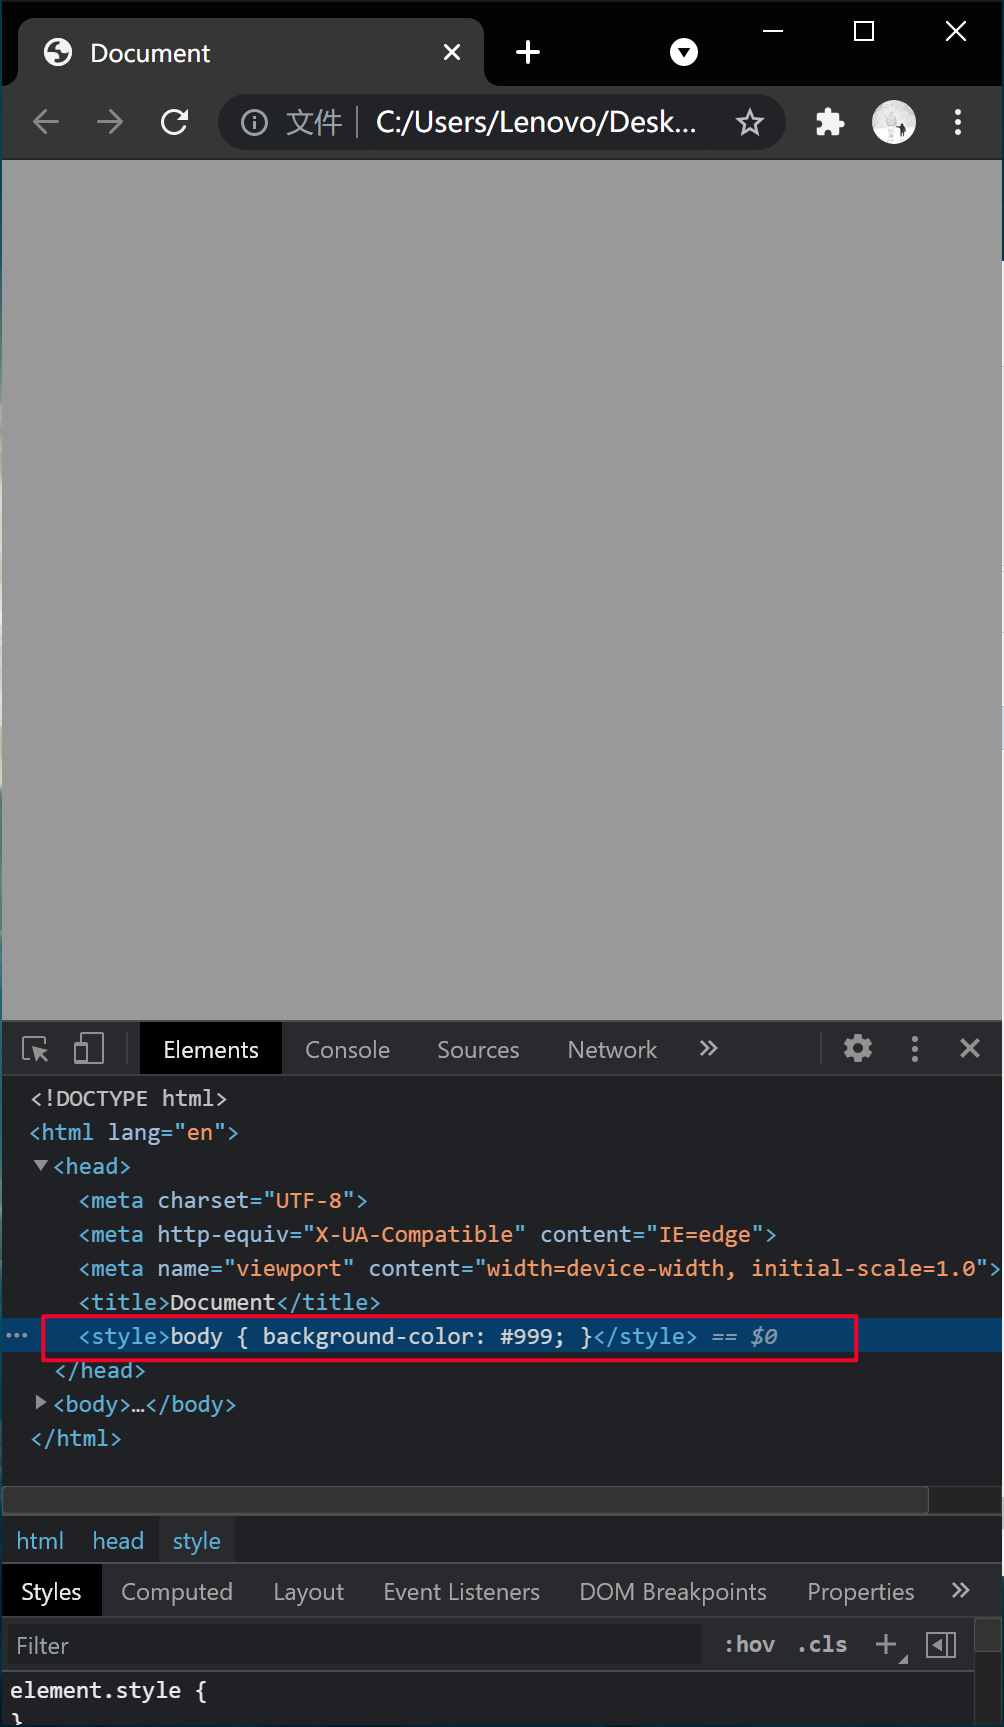 Document
文件 | C:/Users/Lenovo/Desk...
Elements Console Sources Network »
<!DOCTYPE html>
<html lang="en">
<head>
<meta charset="UTF-8">
<meta http-equiv="X-UA-Compatible" content="IE=edge">
<meta name="viewport" content="width=device-width, initial-scale=1.0">
<title>Document</title>
<style>body { background-color: #999; }</style> == $0
</head>
<body>…</body>
</html>
html head style
Styles Computed Layout Event Listeners DOM Breakpoints Properties »
Filter :hov .cls +
element.style {
}